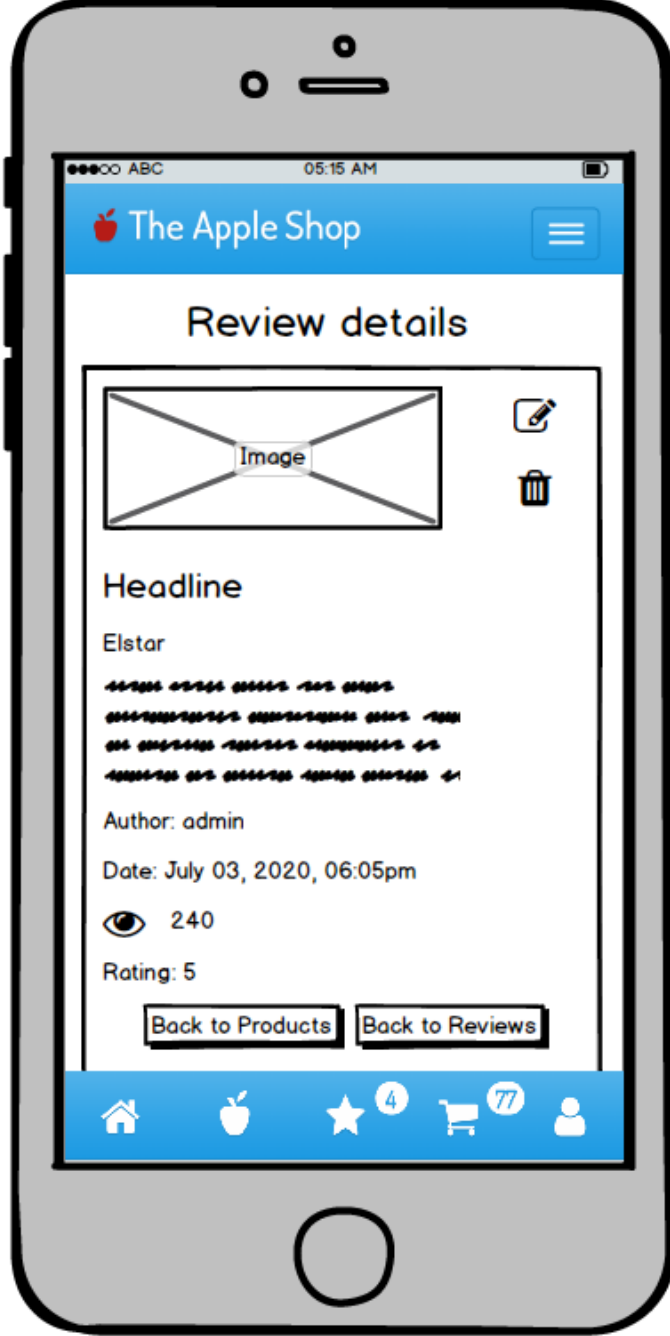 ABC 05:15 AM
The Apple Shop
Review details
Image
Headline
Elstar
Author: admin
Date: July 03, 2020, 06:05pm
240
Rating: 5
Back to Products Back to Reviews
4 77